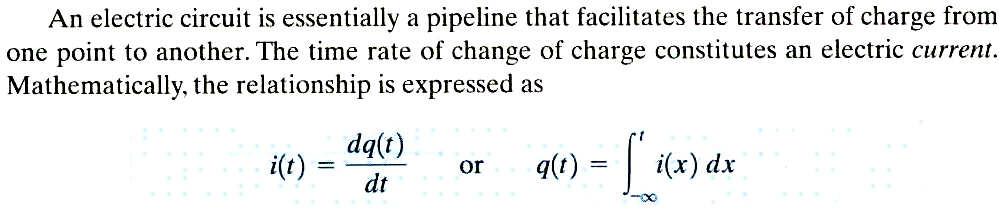 An electric circuit is essentially a pipeline that facilitates the transfer of charge from
one point to another. The time rate of change of charge constitutes an electric current.
Mathematically, the relationship is expressed as
i(t) = dq(t)/dt or q(t) = ∫_{-∞}^{t} i(x) dx